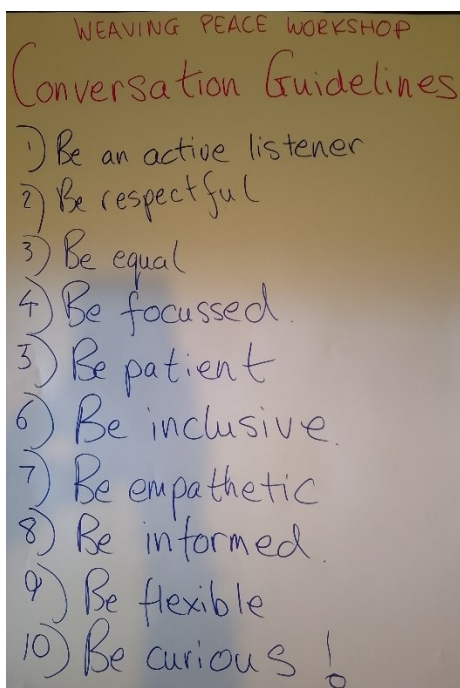 WEAVING PEACE WORKSHOP
Conversation Guidelines
1) Be an active listener
2) Be respectful
3) Be equal
4) Be focussed.
5) Be patient
6) Be inclusive.
7) Be empathetic
8) Be informed.
9) Be flexible
10) Be curious !